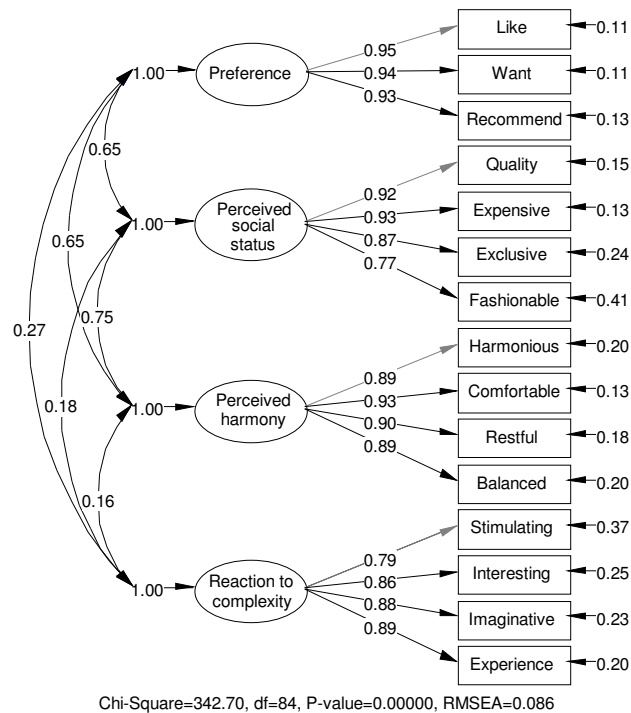 Like
0.11
0.95
1.00
Preference
0.94
Want
0.11
0.93
Recommend
0.13
0.65
Quality
0.15
0.92
1.00
Perceived
social
status
0.93
Expensive
0.13
0.87
Exclusive
0.24
0.77
Fashionable
0.41
0.65
0.75
0.27
Harmonious
0.20
0.89
0.18
1.00
Perceived
harmony
0.93
Comfortable
0.13
0.90
Restful
0.18
0.89
Balanced
0.20
0.16
Stimulating
0.37
0.79
1.00
Reaction to
complexity
0.86
Interesting
0.25
0.88
Imaginative
0.23
0.89
Experience
0.20
Chi-Square=342.70, df=84, P-value=0.00000, RMSEA=0.086